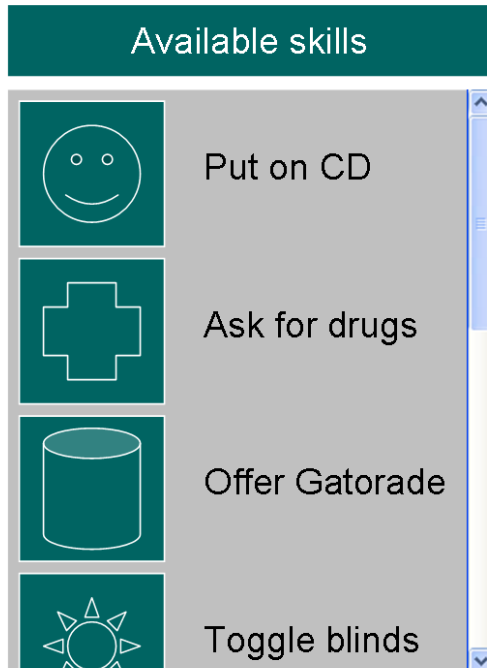 Available skills
Put on CD
Ask for drugs
Offer Gatorade
Toggle blinds